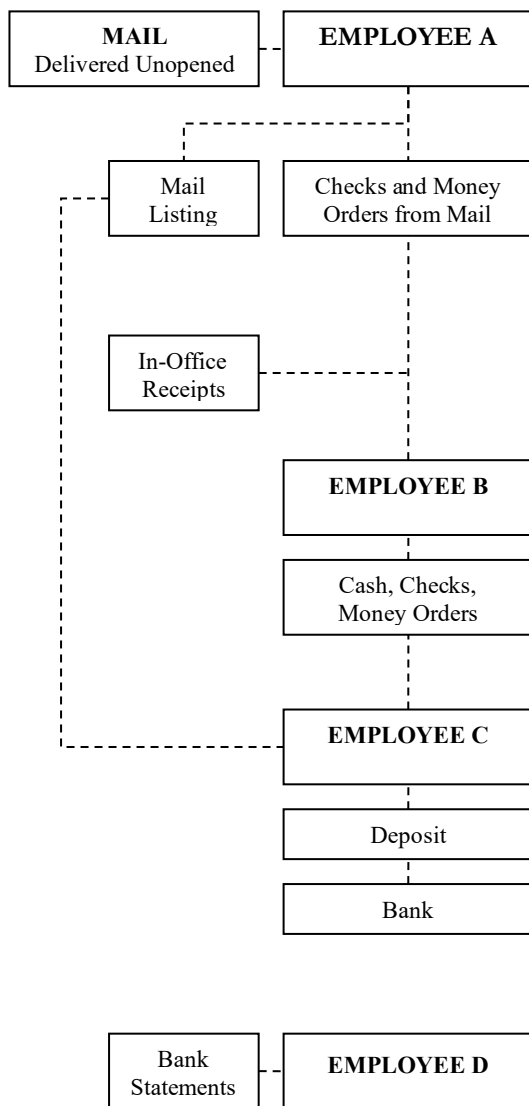 MAIL
Delivered Unopened
EMPLOYEE A
Mail
Listing
Checks and Money
Orders from Mail
In-Office
Receipts
EMPLOYEE B
Cash, Checks,
Money Orders
EMPLOYEE C
Deposit
Bank
Bank
Statements
EMPLOYEE D